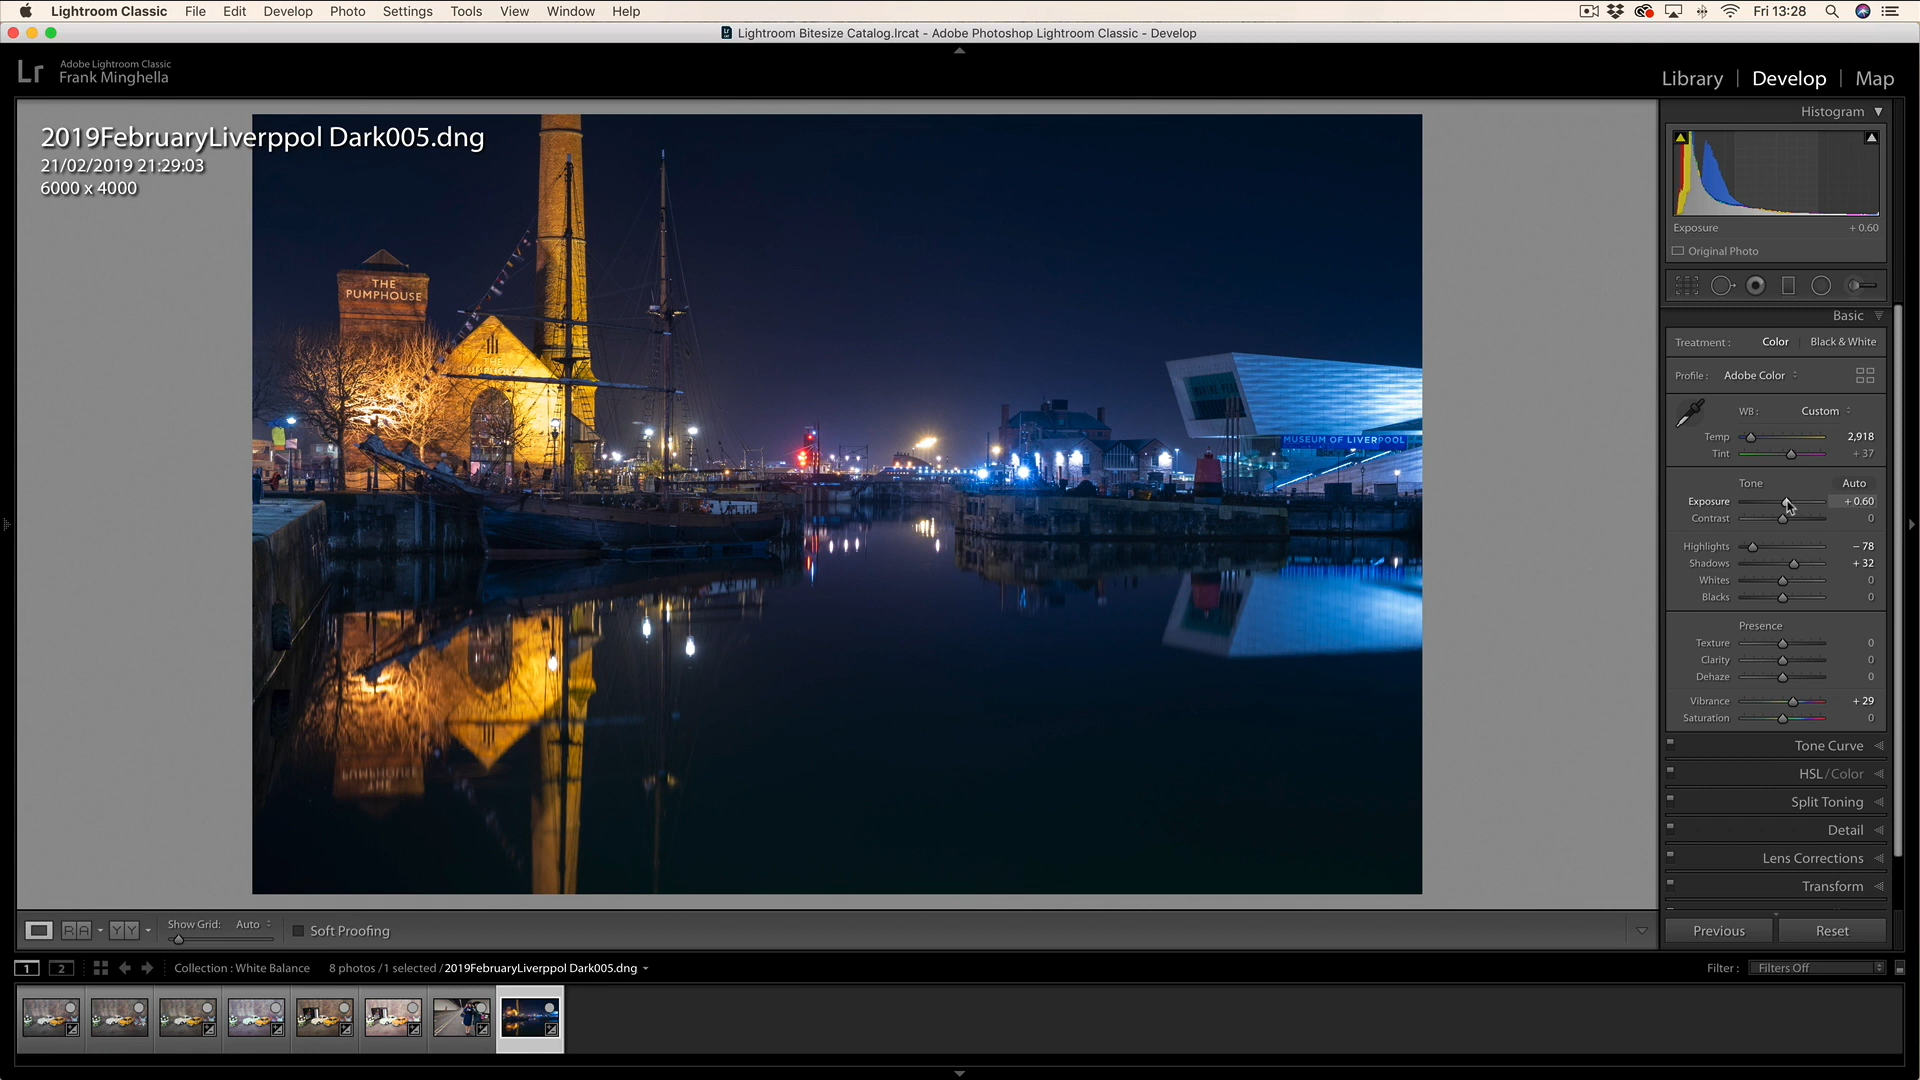 Lightroom Classic File Edit Develop Photo Settings Tools View Window Help Fri 13:28
Lightroom Bitesize Catalog.lrcat - Adobe Photoshop Lightroom Classic - Develop
Lr
Adobe Lightroom Classic
Frank Minghella
Library | Develop | Map
2019FebruaryLiverppol Dark005.dng
21/02/2019 21:29:03
6000 x 4000
THE
PUMPHOUSE
THE
PUMPHOUSE
MUSEUM OF LIVERPOOL
Histogram
Exposure + 0.60
Original Photo
Basic
Treatment : Color Black & White
Profile : Adobe Color
WB : Custom
Temp 2,918
Tint + 37
Tone Auto
Exposure + 0.60
Contrast 0
Highlights − 78
Shadows + 32
Whites 0
Blacks 0
Presence
Texture 0
Clarity 0
Dehaze 0
Vibrance + 29
Saturation 0
Tone Curve
HSL / Color
Split Toning
Detail
Lens Corrections
Transform
Previous Reset
R A Y Y Show Grid: Auto Soft Proofing
1 2 Collection : White Balance 8 photos / 1 selected / 2019FebruaryLiverppol Dark005.dng Filter : Filters Off